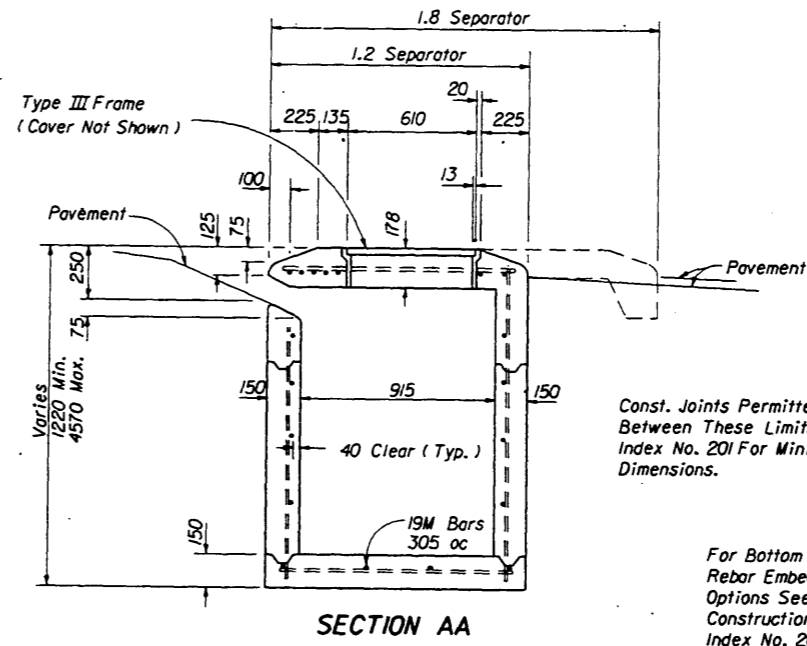 1.8 Separator
1.2 Separator
20
Type III Frame
(Cover Not Shown)
225
135
610
225
100
13
Pavement
125
75
178
250
Pavement
75
Varies
1220 Min.
4570 Max.
150
915
150
Const. Joints Permitte
Between These Limit
Index No. 201 For Mini
Dimensions.
40 Clear (Typ.)
150
19M Bars
305 oc
For Bottom
Rebar Embe
Options See
Construction
Index No. 2
SECTION AA